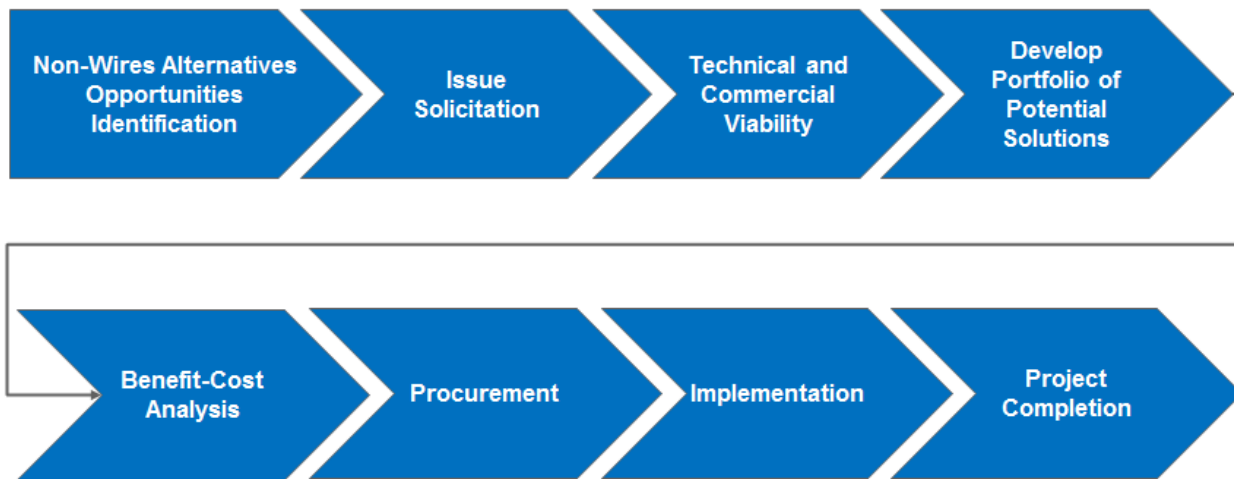 Non-Wires Alternatives
Opportunities
Identification
Issue
Solicitation
Technical and
Commercial
Viability
Develop
Portfolio of
Potential
Solutions
Benefit-Cost
Analysis
Procurement
Implementation
Project
Completion